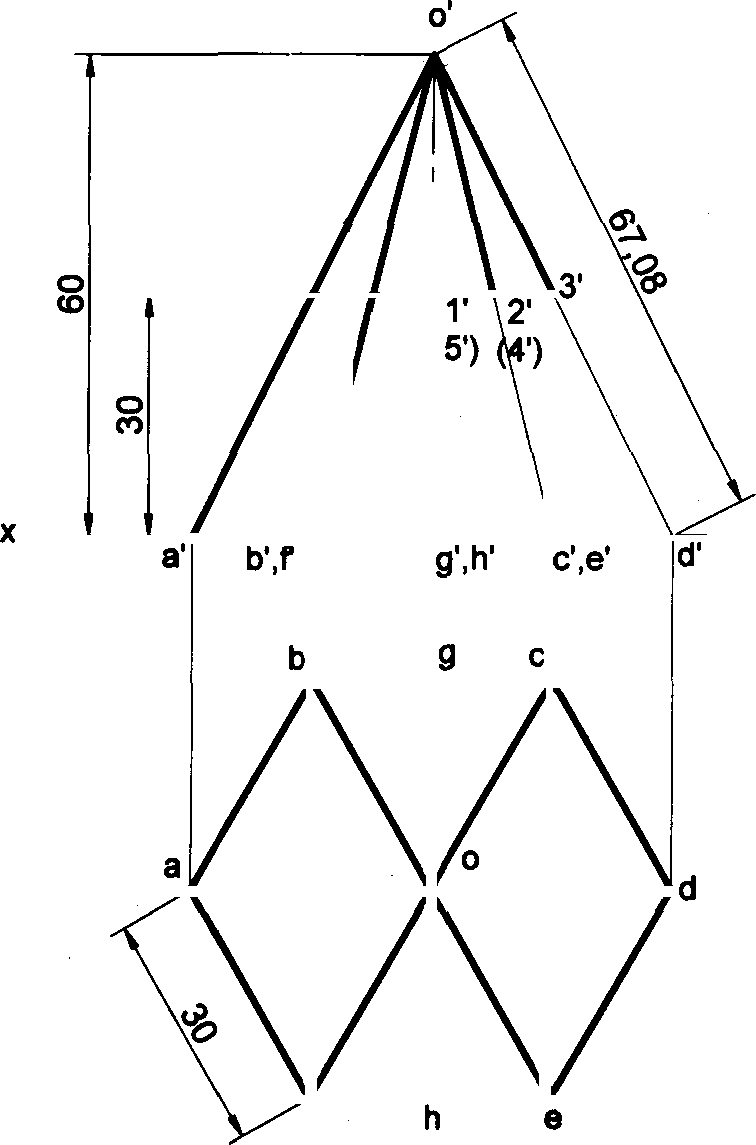 o'
67,08
60
3'
1' 2'
30
5') (4')
x
a' b',f' g',h' c',e' d'
b g c
o
a
d
30
h e